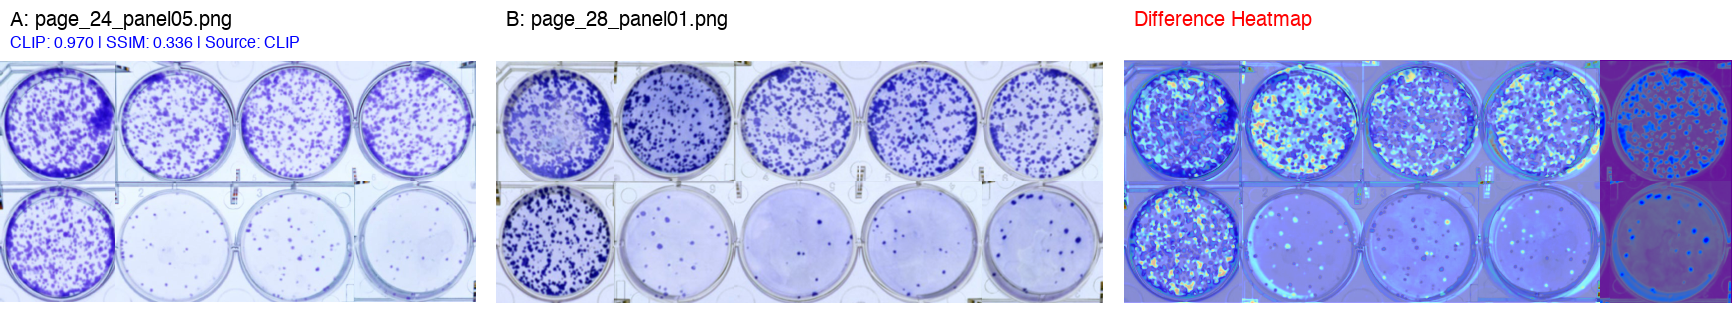 A: page_24_panel05.png
CLIP: 0.970 | SSIM: 0.336 | Source: CLIP
B: page_28_panel01.png
Difference Heatmap